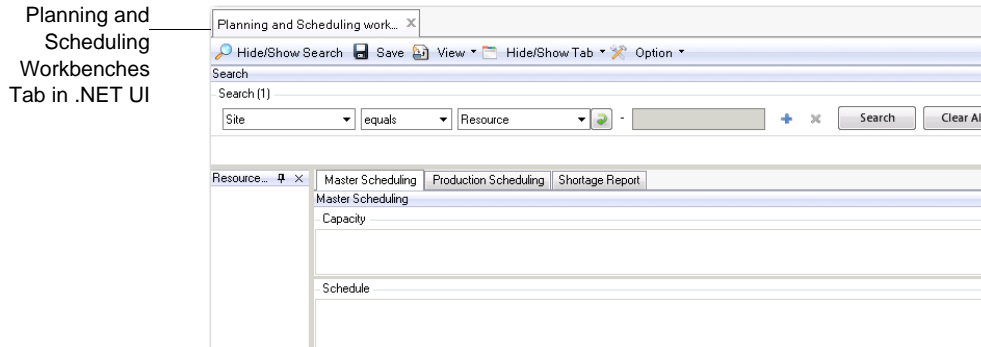 Planning and
Scheduling
Workbenches
Tab in .NET UI
Planning and Scheduling work...
Hide/Show Search Save View Hide/Show Tab Option
Search
Search (1)
Site equals Resource - Search Clear Al
Resource...
Master Scheduling Production Scheduling Shortage Report
Master Scheduling
Capacity
Schedule